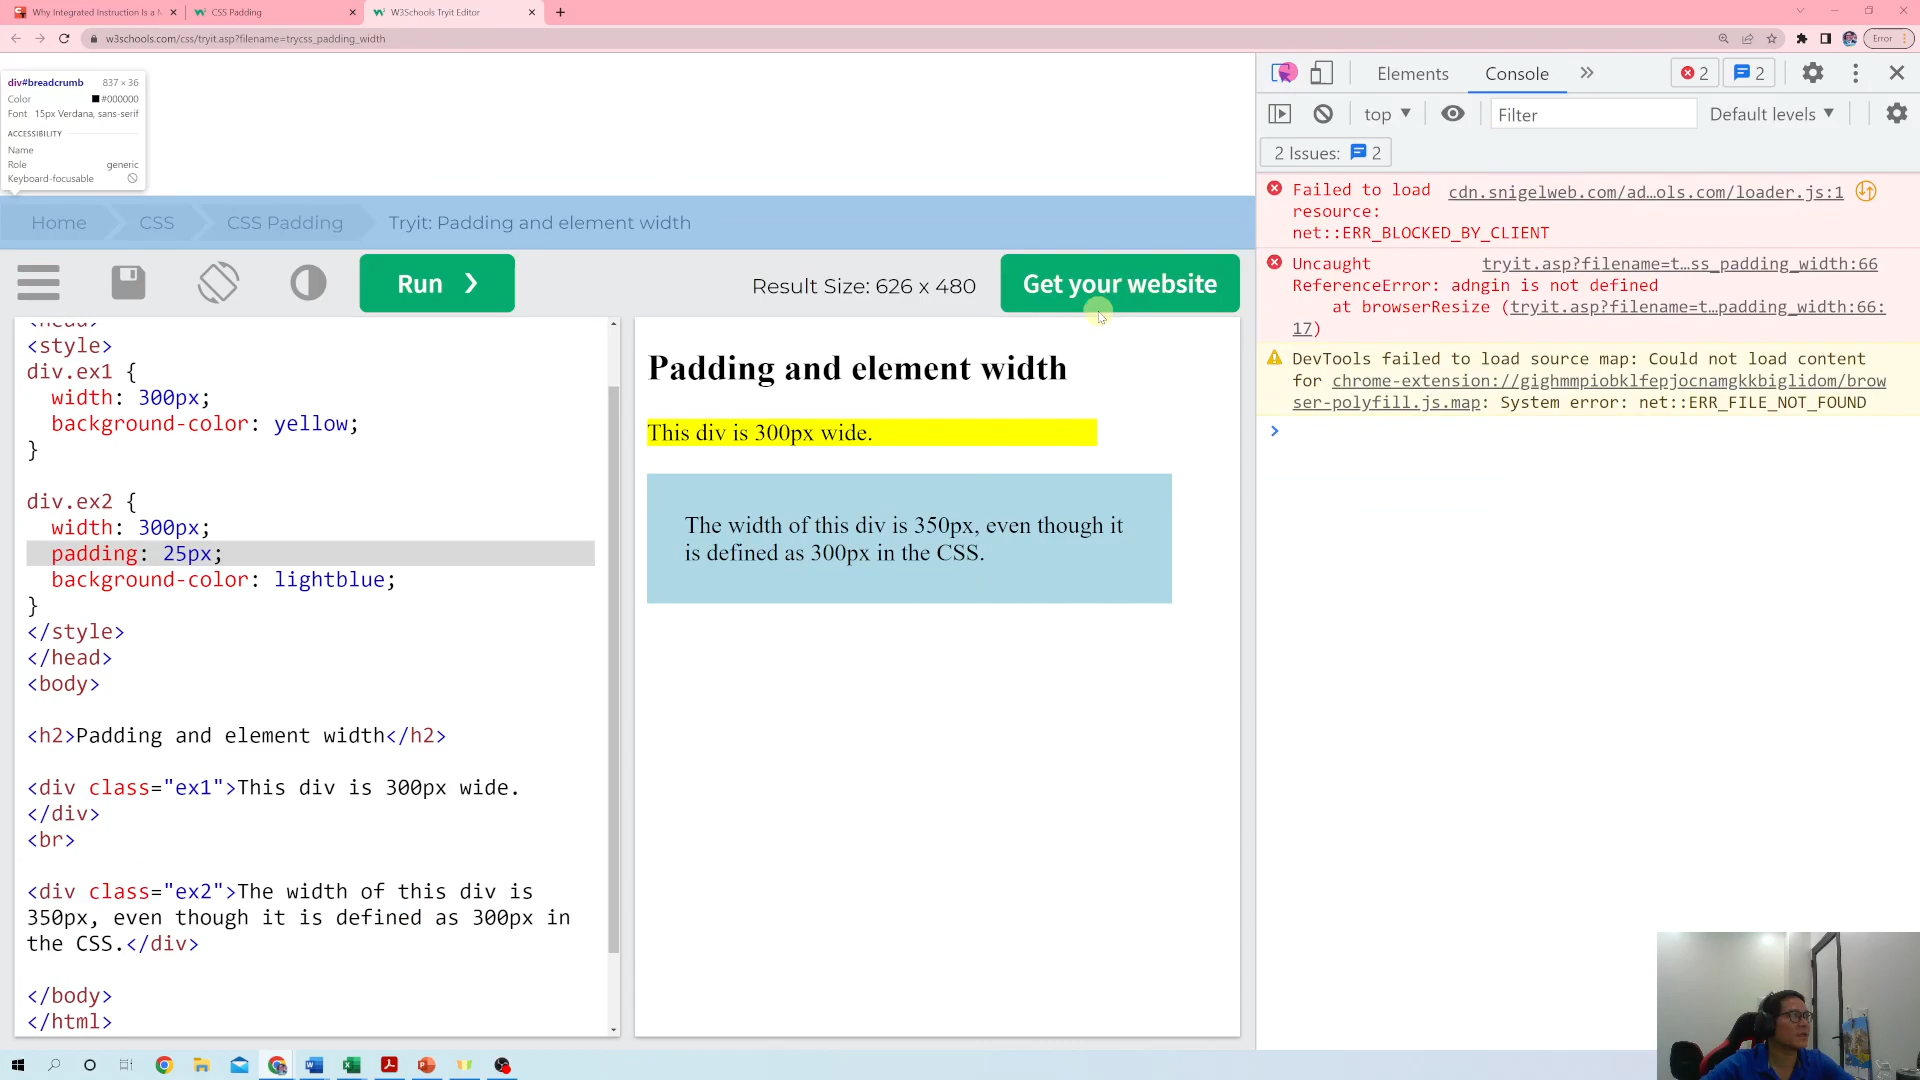 Why Integrated Instruction Is a
CSS Padding
W3Schools Tryit Editor
w3schools.com/css/tryit.asp?filename=trycss_padding_width
Error
div#breadcrumb 837 × 36
Color #000000
Font 15px Verdana, sans-serif
ACCESSIBILITY
Name
Role generic
Keyboard-focusable
Home CSS CSS Padding Tryit: Padding and element width
Run ❯
Result Size: 626 x 480
Get your website
<head>
<style>
div.ex1 {
width: 300px;
background-color: yellow;
}
div.ex2 {
width: 300px;
padding: 25px;
background-color: lightblue;
}
</style>
</head>
<body>
<h2>Padding and element width</h2>
<div class="ex1">This div is 300px wide.
</div>
<br>
<div class="ex2">The width of this div is
350px, even though it is defined as 300px in
the CSS.</div>
</body>
</html>
Padding and element width
This div is 300px wide.
The width of this div is 350px, even though it
is defined as 300px in the CSS.
Elements Console » 2 2
top Filter Default levels
2 Issues: 2
Failed to load cdn.snigelweb.com/ad…ols.com/loader.js:1
resource:
net::ERR_BLOCKED_BY_CLIENT
Uncaught tryit.asp?filename=t…ss_padding_width:66
ReferenceError: adngin is not defined
at browserResize (tryit.asp?filename=t…padding_width:66:
17)
DevTools failed to load source map: Could not load content
for chrome-extension://gighmmpiobklfepjocnamgkkbiglidom/brow
ser-polyfill.js.map: System error: net::ERR_FILE_NOT_FOUND